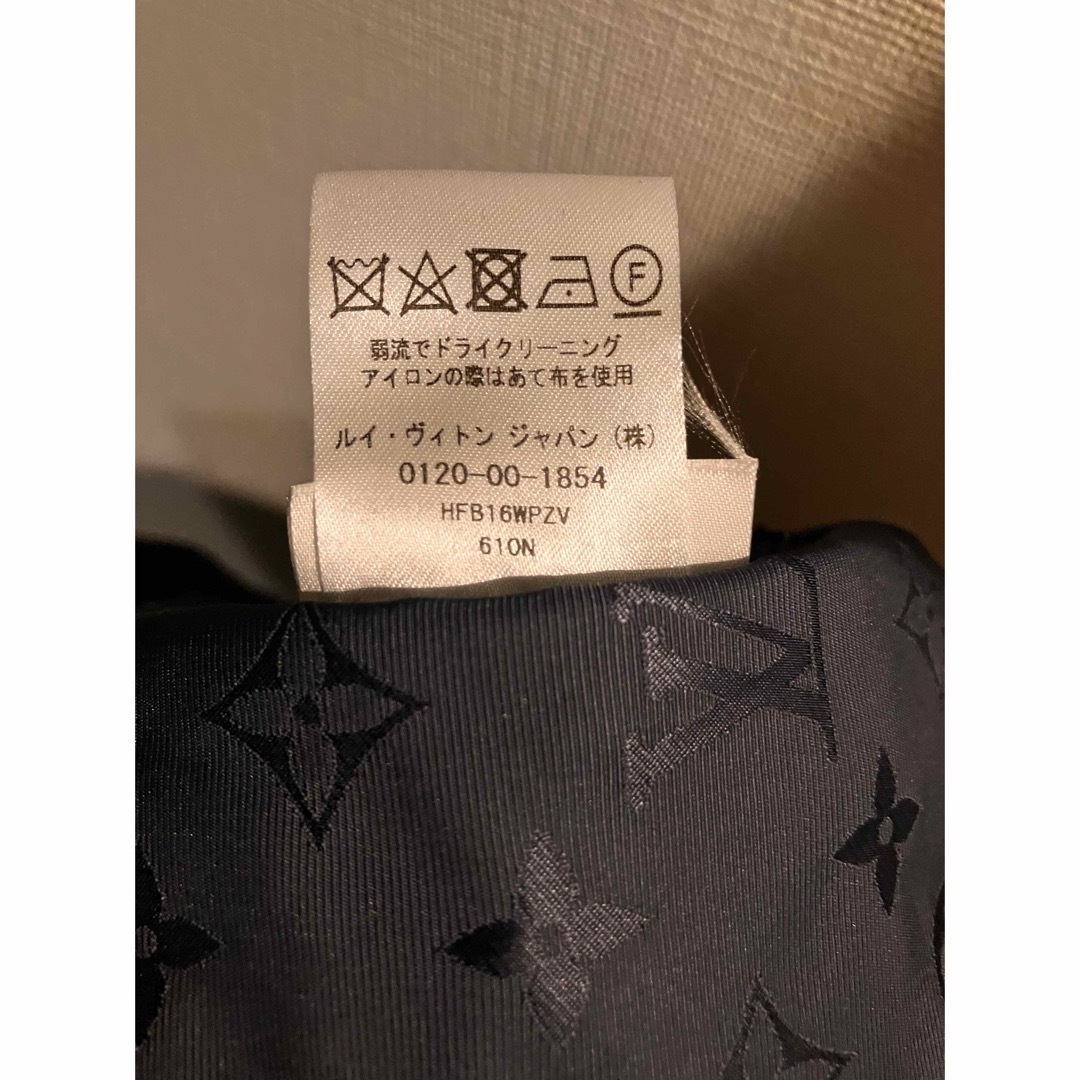 F
弱流でドライクリーニング
アイロンの際はあて布を使用
ルイ・ヴィトン ジャパン (株)
0120-00-1854
HFB16WPZV
610N